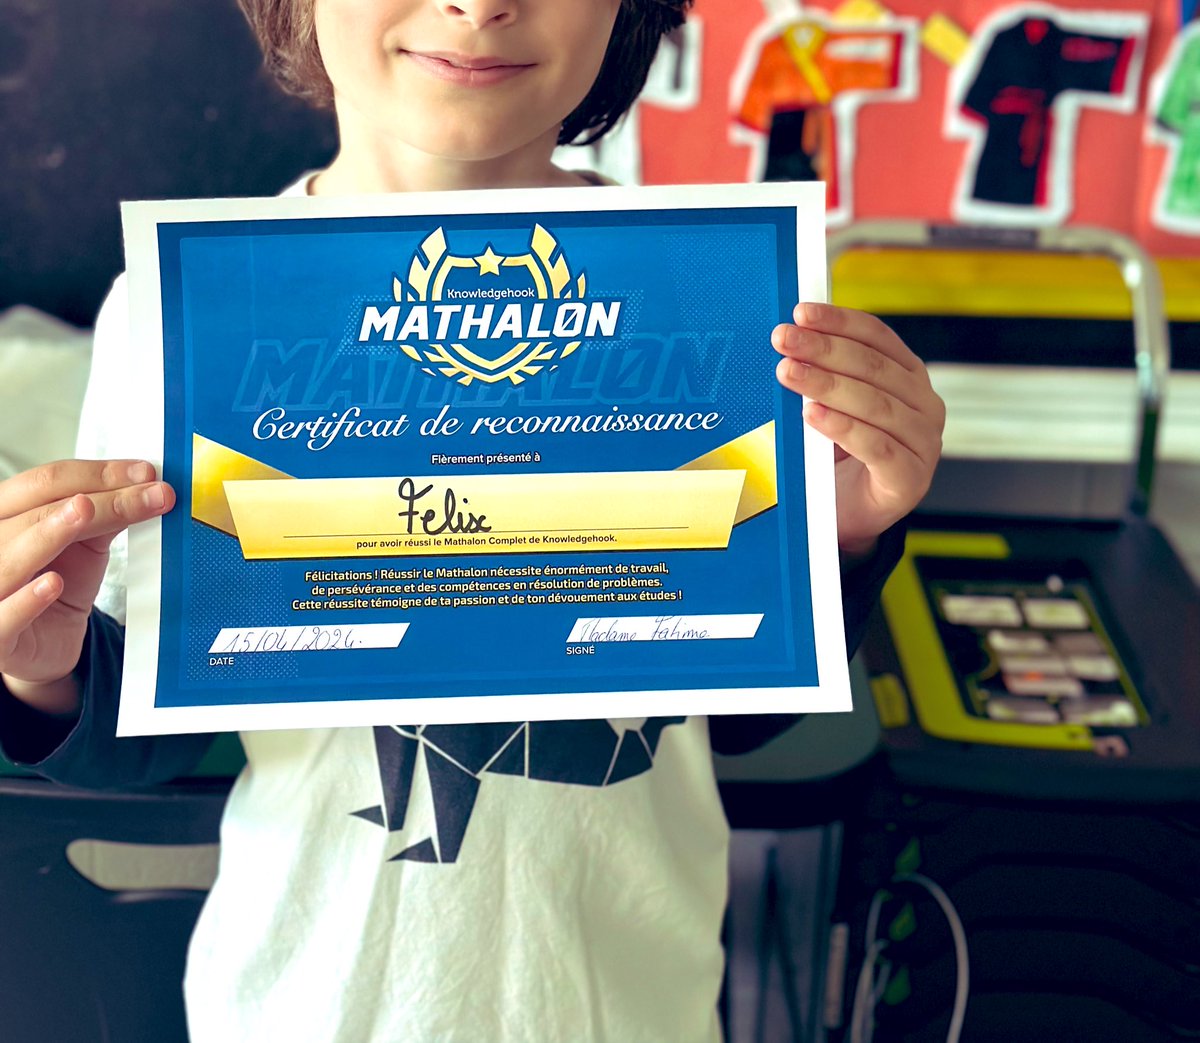 Knowledgehook
MATHALØN
MATHALØN
Certificat de reconnaissance
Fièrement présenté à
Felix
pour avoir réussi le Mathalon Complet de Knowledgehook.
Félicitations ! Réussir le Mathalon nécessite énormément de travail,
de persévérance et des compétences en résolution de problèmes.
Cette réussite témoigne de ta passion et de ton dévouement aux études !
15/04/2024.
Madame Fatima.
DATE
SIGNÉ